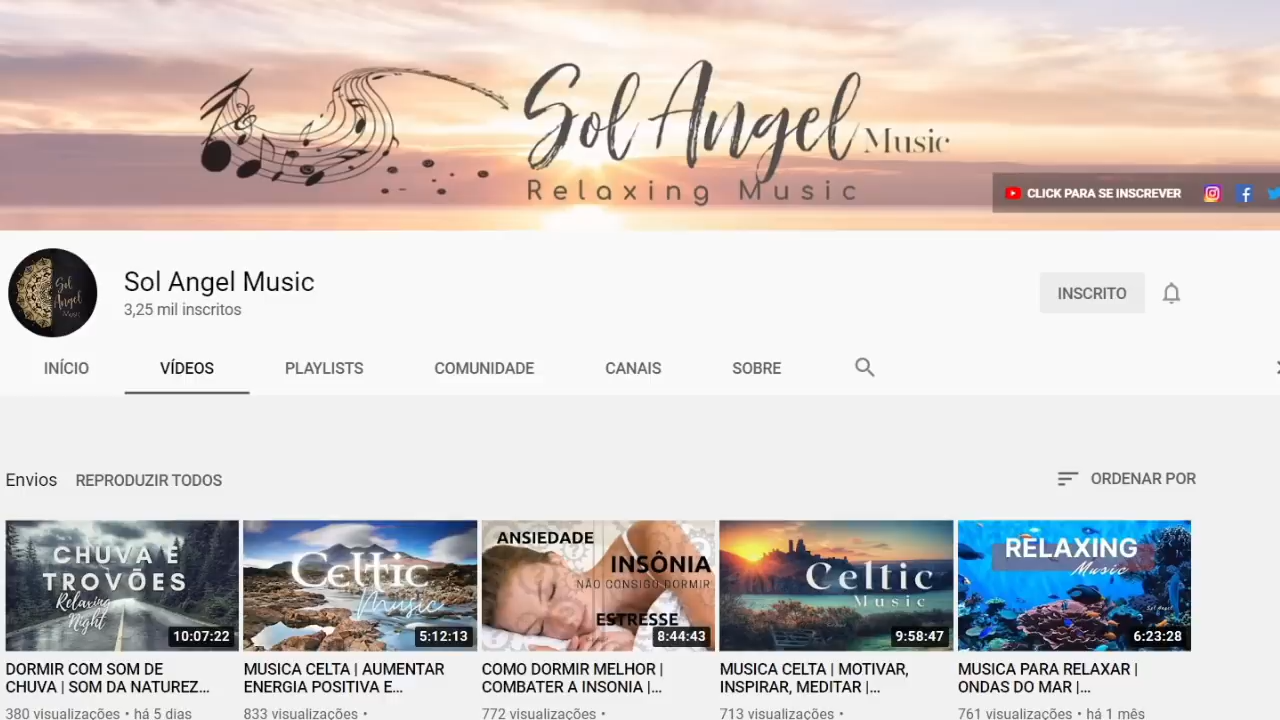 Sol Angel Music
Relaxing Music
CLICK PARA SE INSCREVER
Sol
Angel
Music
Sol Angel Music
3,25 mil inscritos
INSCRITO
INÍCIO
VÍDEOS
PLAYLISTS
COMUNIDADE
CANAIS
SOBRE
Envios
REPRODUZIR TODOS
ORDENAR POR
CHUVA E
TROVÕES
Relaxing
Night
10:07:22
Celtic
Music
5:12:13
ANSIEDADE
INSÔNIA
NÃO CONSIGO DORMIR
ESTRESSE
8:44:43
Celtic
Music
9:58:47
RELAXING
Music
Sol Angel
6:23:28
DORMIR COM SOM DE
CHUVA | SOM DA NATUREZ...
380 visualizações • há 5 dias
MUSICA CELTA | AUMENTAR
ENERGIA POSITIVA E...
833 visualizações •
COMO DORMIR MELHOR |
COMBATER A INSONIA |...
772 visualizações •
MUSICA CELTA | MOTIVAR,
INSPIRAR, MEDITAR |...
713 visualizações •
MUSICA PARA RELAXAR |
ONDAS DO MAR |...
761 visualizações • há 1 mês